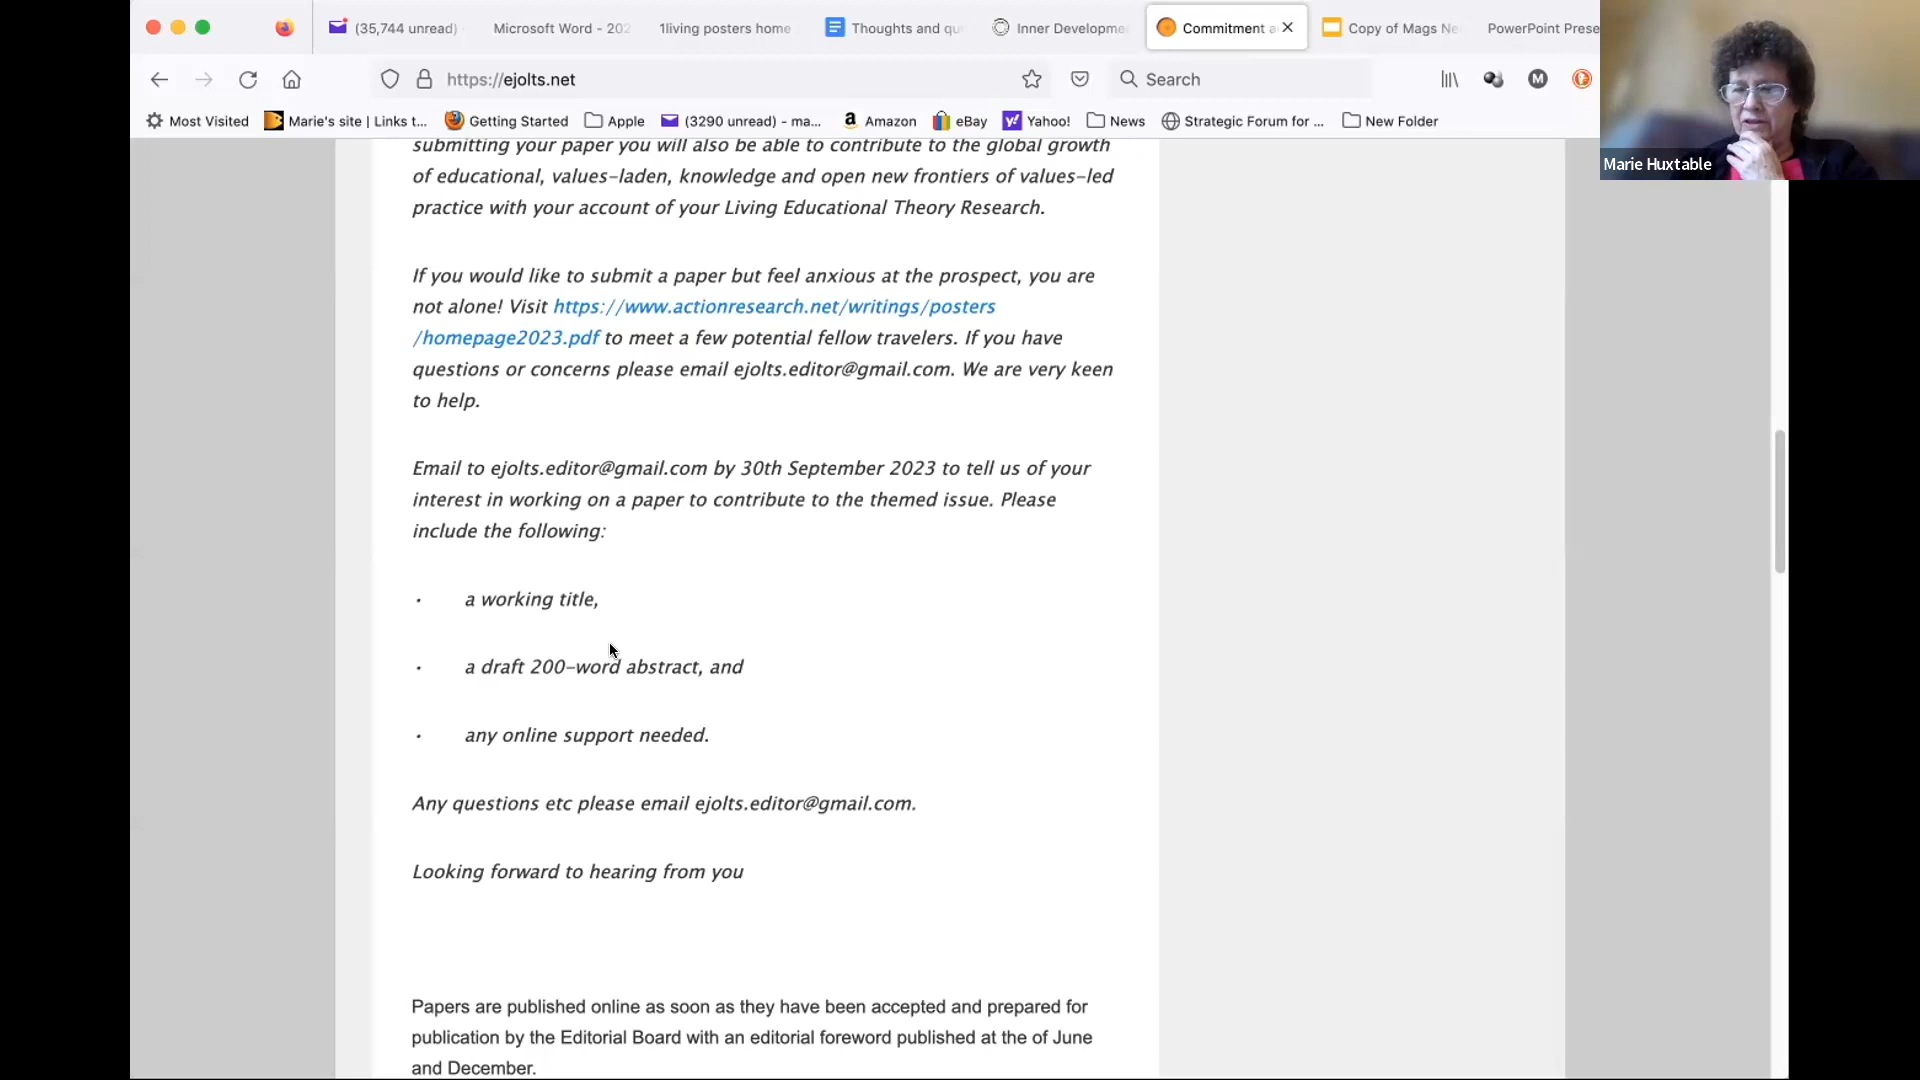 (35,744 unread)
Microsoft Word - 202
1living posters home
Thoughts and qu
Inner Developme
Commitment a
Copy of Mags Ne
PowerPoint Prese
https://ejolts.net
Search
M
Most Visited
Marie's site | Links t...
Getting Started
Apple
(3290 unread) - ma...
Amazon
eBay
Yahoo!
News
Strategic Forum for ...
New Folder
Marie Huxtable
submitting your paper you will also be able to contribute to the global growth
of educational, values-laden, knowledge and open new frontiers of values-led
practice with your account of your Living Educational Theory Research.
If you would like to submit a paper but feel anxious at the prospect, you are
not alone! Visit https://www.actionresearch.net/writings/posters
/homepage2023.pdf to meet a few potential fellow travelers. If you have
questions or concerns please email ejolts.editor@gmail.com. We are very keen
to help.
Email to ejolts.editor@gmail.com by 30th September 2023 to tell us of your
interest in working on a paper to contribute to the themed issue. Please
include the following:
· a working title,
· a draft 200-word abstract, and
· any online support needed.
Any questions etc please email ejolts.editor@gmail.com.
Looking forward to hearing from you
Papers are published online as soon as they have been accepted and prepared for
publication by the Editorial Board with an editorial foreword published at the of June
and December.